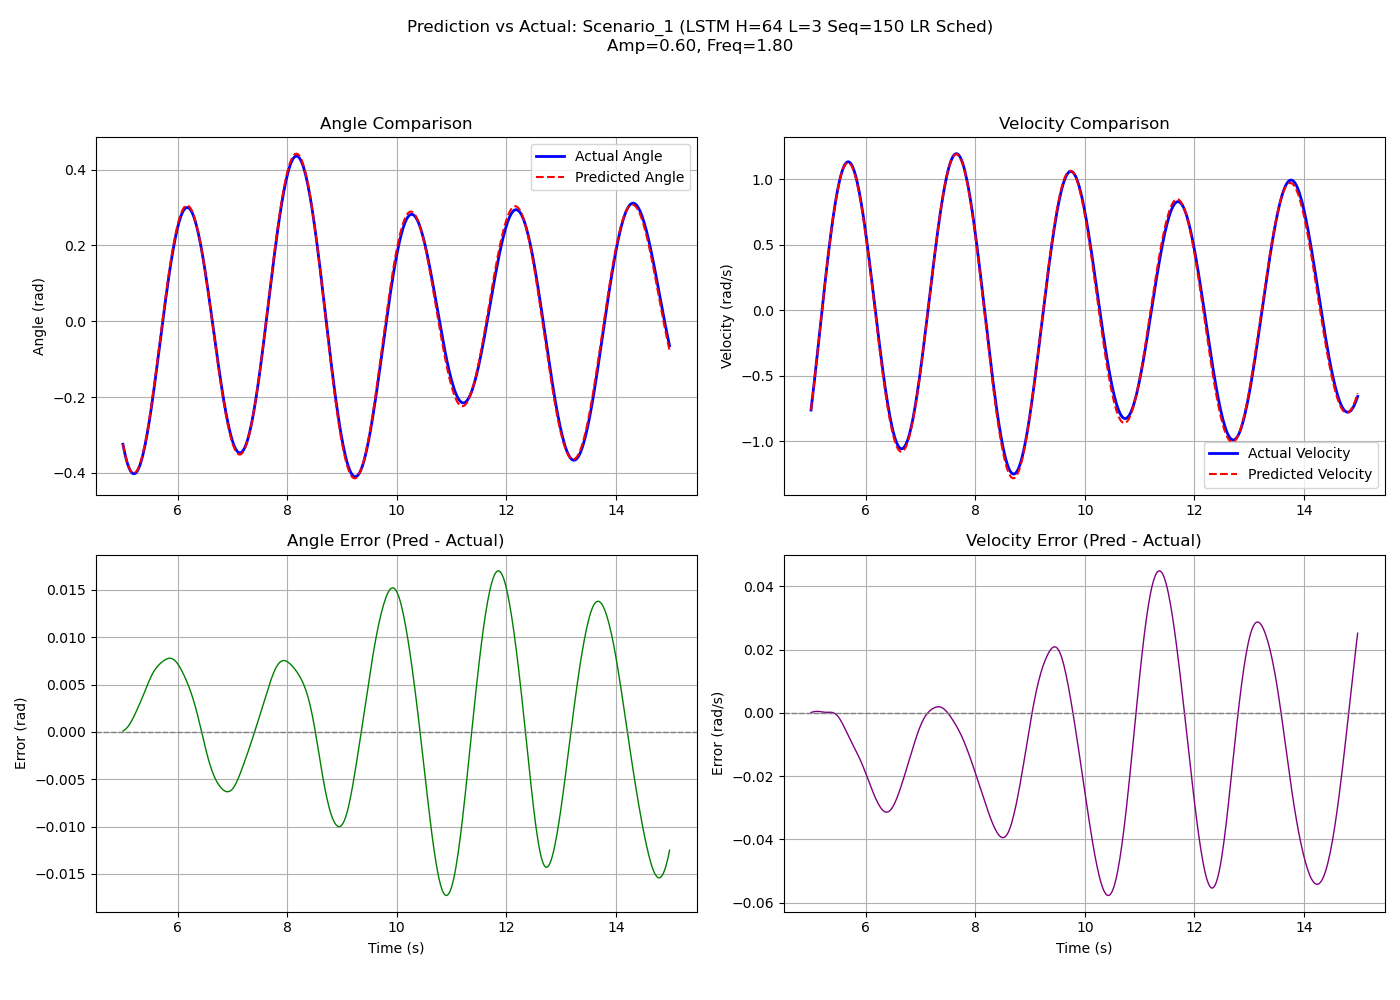 Prediction vs Actual: Scenario_1 (LSTM H=64 L=3 Seq=150 LR Sched)
Amp=0.60, Freq=1.80
Angle Comparison
Angle (rad)
0.4
0.2
0.0
−0.2
−0.4
6
8
10
12
14
Actual Angle
Predicted Angle
Velocity Comparison
Velocity (rad/s)
1.0
0.5
0.0
−0.5
−1.0
6
8
10
12
14
Actual Velocity
Predicted Velocity
Angle Error (Pred - Actual)
Error (rad)
0.015
0.010
0.005
0.000
−0.005
−0.010
−0.015
6
8
10
12
14
Time (s)
Velocity Error (Pred - Actual)
Error (rad/s)
0.04
0.02
0.00
−0.02
−0.04
−0.06
6
8
10
12
14
Time (s)